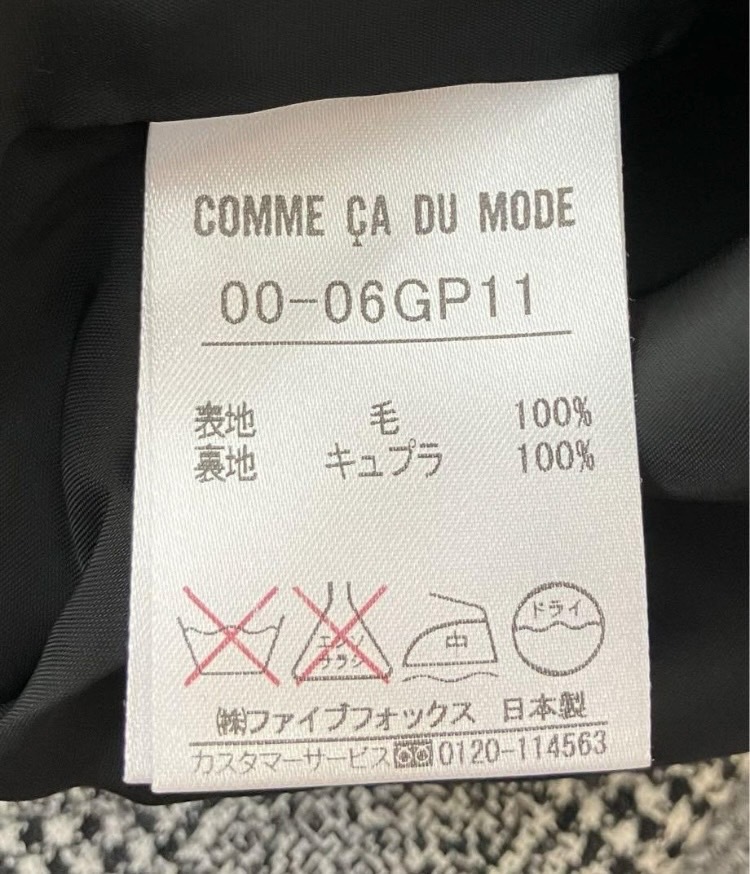 COMME ÇA DU MODE
00-06GP11
表地 毛 100%
裏地 キュプラ 100%
エンソ サラシ
中
ドライ
㈱ファイブフォックス 日本製
カスタマーサービス 0120-114563